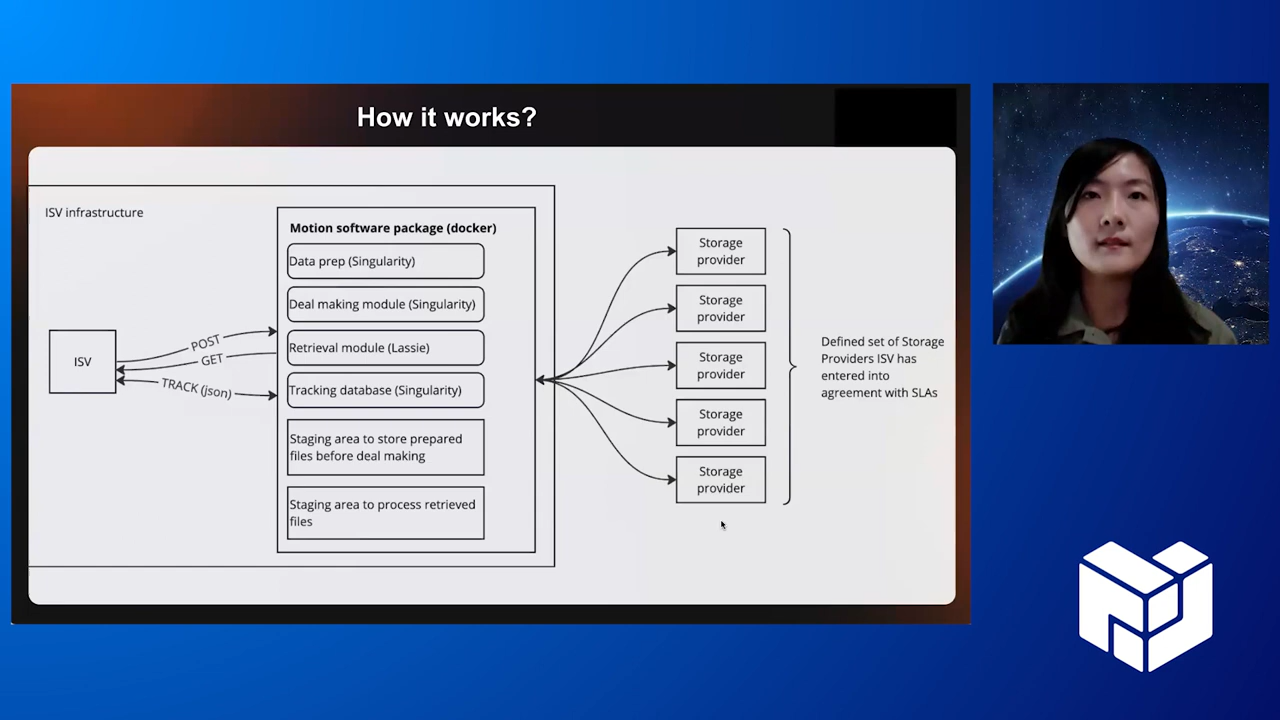 How it works?
ISV infrastructure
Motion software package (docker)
Data prep (Singularity)
Deal making module (Singularity)
Retrieval module (Lassie)
Tracking database (Singularity)
Staging area to store prepared
files before deal making
Staging area to process retrieved
files
ISV
POST
GET
TRACK (json)
Storage
provider
Storage
provider
Storage
provider
Storage
provider
Storage
provider
Defined set of Storage
Providers ISV has
entered into
agreement with SLAs